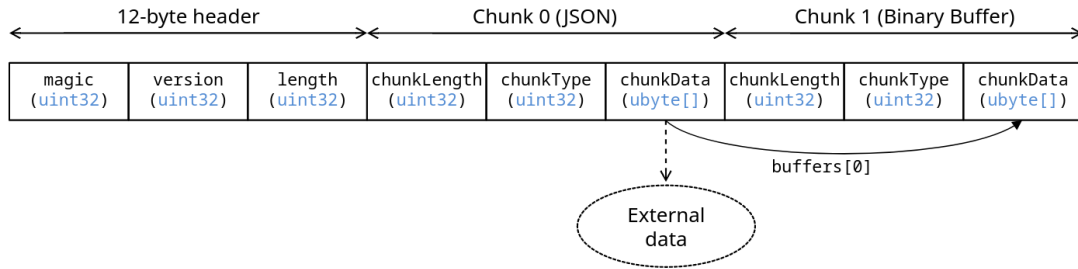 12-byte header
Chunk 0 (JSON)
Chunk 1 (Binary Buffer)
magic
(uint32)
version
(uint32)
length
(uint32)
chunkLength
(uint32)
chunkType
(uint32)
chunkData
(ubyte[])
chunkLength
(uint32)
chunkType
(uint32)
chunkData
(ubyte[])
buffers[0]
External
data